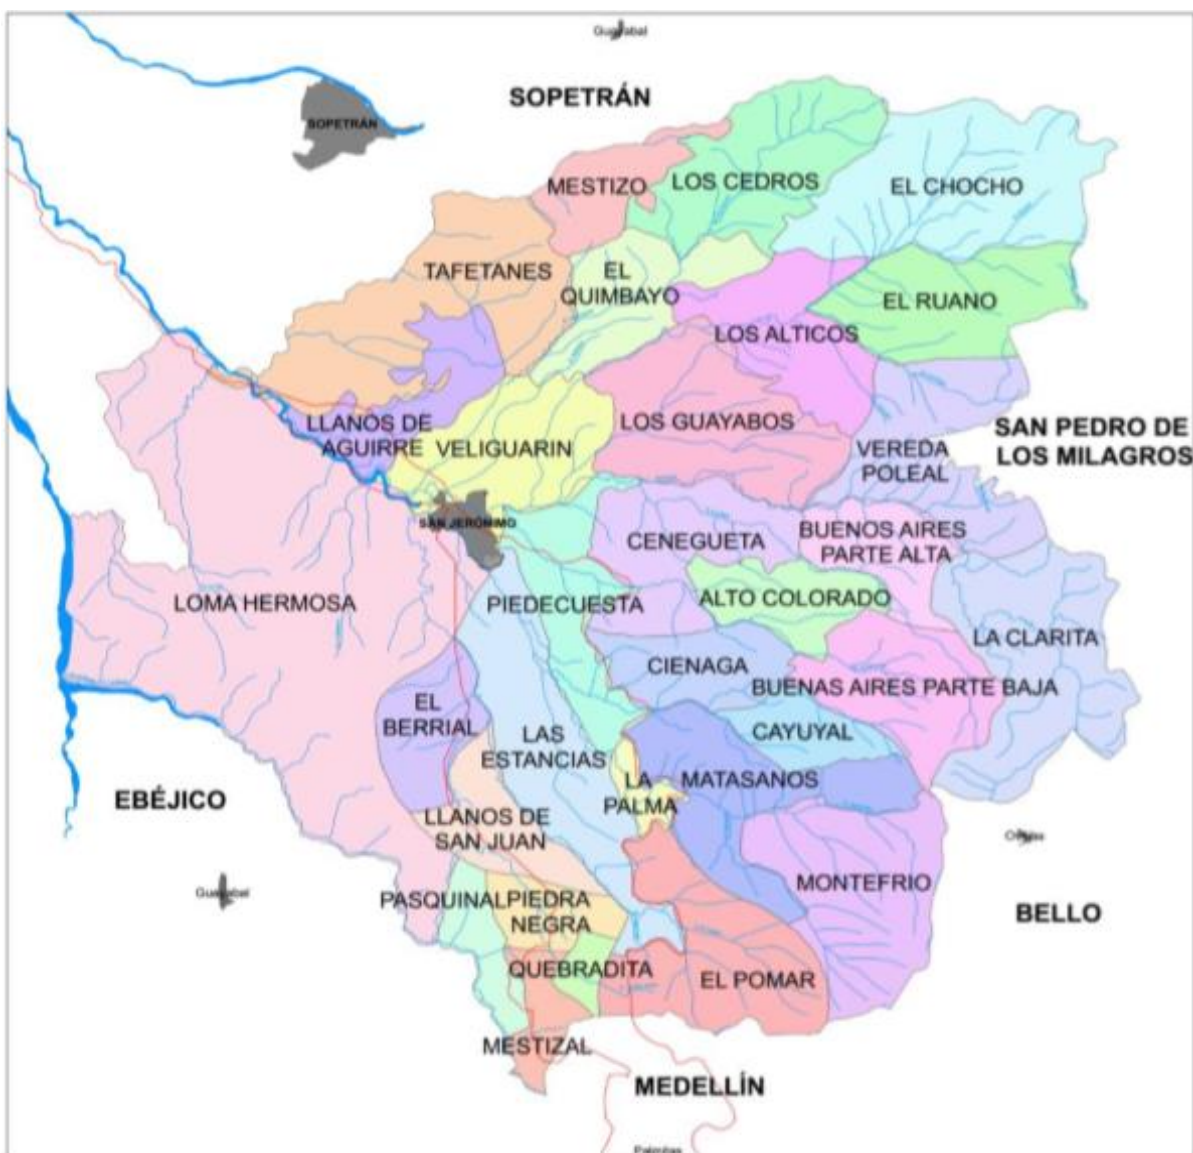 SOPETRÁN
SOPETRÁN
MESTIZO
LOS CEDROS
EL CHOCHO
TAFETANES
EL
QUIMBAYO
EL RUANO
LOS ALTICOS
LLANOS DE
AGUIRRE
VELIGUARIN
LOS GUAYABOS
VEREDA
POLEAL
SAN PEDRO DE
LOS MILAGROS
SAN JERÓNIMO
CENEGUETA
BUENOS AIRES
PARTE ALTA
LOMA HERMOSA
PIEDECUESTA
ALTO COLORADO
LA CLARITA
CIENAGA
BUENAS AIRES PARTE BAJA
EL
BERRIAL
LAS
ESTANCIAS
CAYUYAL
LA
PALMA
MATASANOS
EBÉJICO
LLANOS DE
SAN JUAN
PASQUINAL
PIEDRA
NEGRA
MONTEFRIO
BELLO
QUEBRADITA
EL POMAR
MESTIZAL
MEDELLÍN
Palmitas